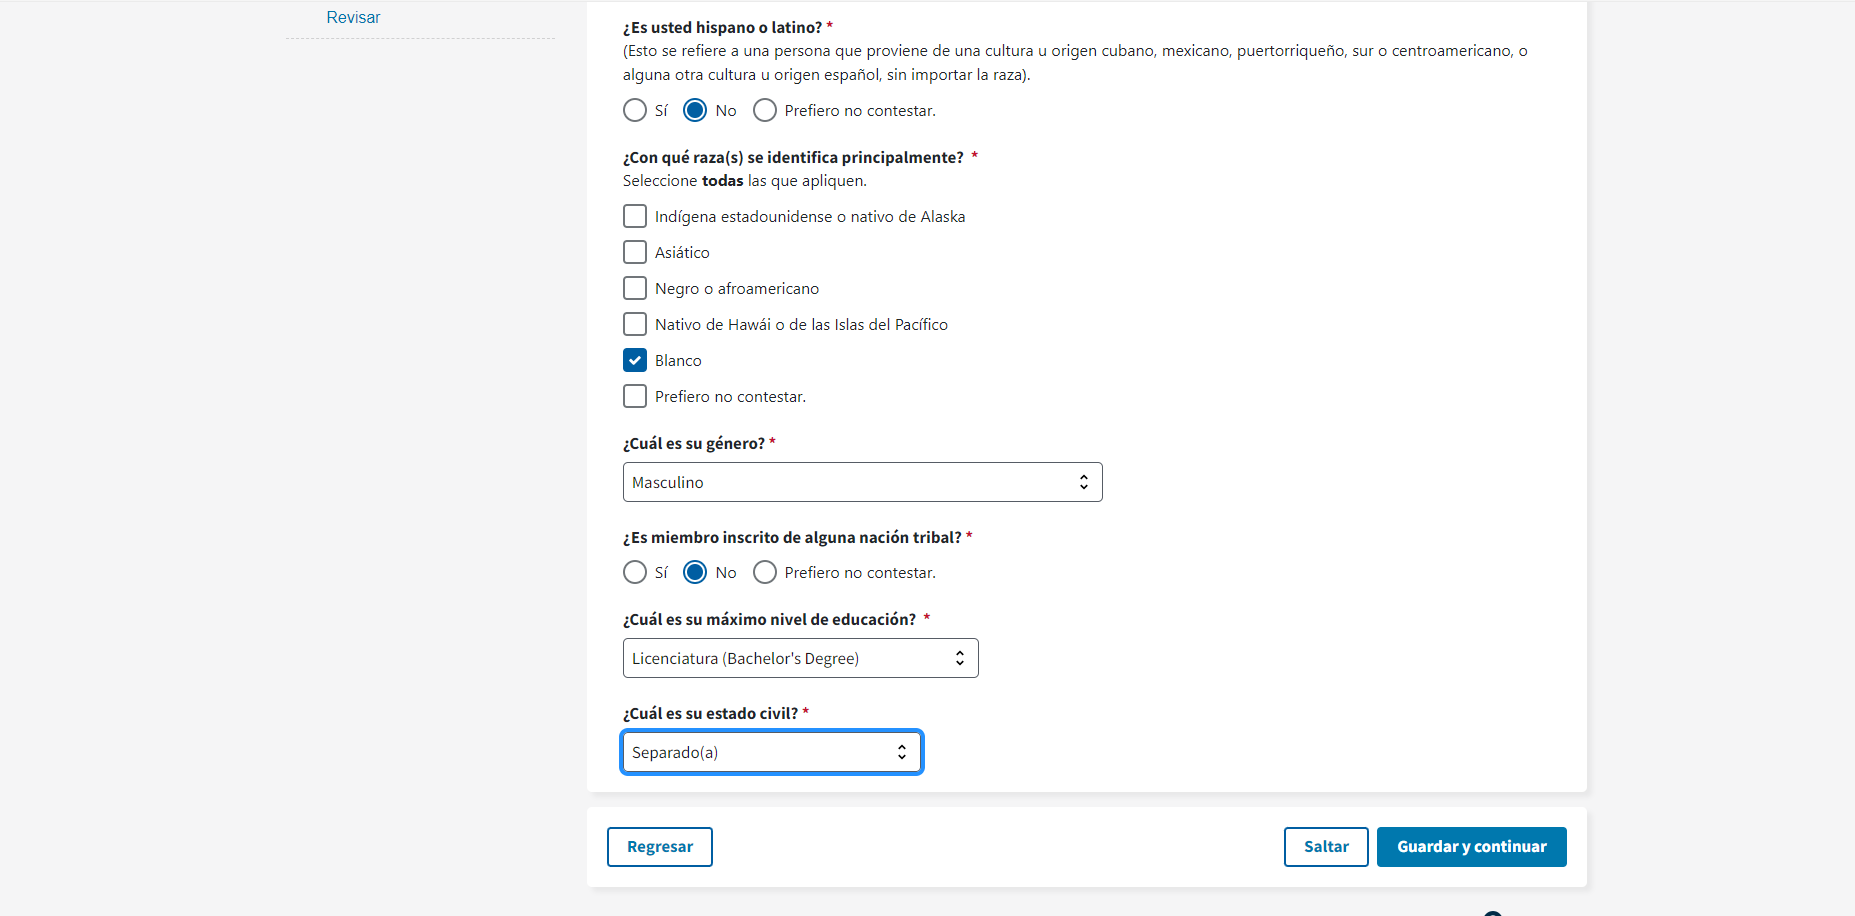 Revisar
¿Es usted hispano o latino? *
(Esto se refiere a una persona que proviene de una cultura u origen cubano, mexicano, puertorriqueño, sur o centroamericano, o
alguna otra cultura u origen español, sin importar la raza).
Sí No Prefiero no contestar.
¿Con qué raza(s) se identifica principalmente? *
Seleccione todas las que apliquen.
Indígena estadounidense o nativo de Alaska
Asiático
Negro o afroamericano
Nativo de Hawái o de las Islas del Pacífico
Blanco
Prefiero no contestar.
¿Cuál es su género? *
Masculino
¿Es miembro inscrito de alguna nación tribal? *
Sí No Prefiero no contestar.
¿Cuál es su máximo nivel de educación? *
Licenciatura (Bachelor's Degree)
¿Cuál es su estado civil? *
Separado(a)
Regresar Saltar Guardar y continuar